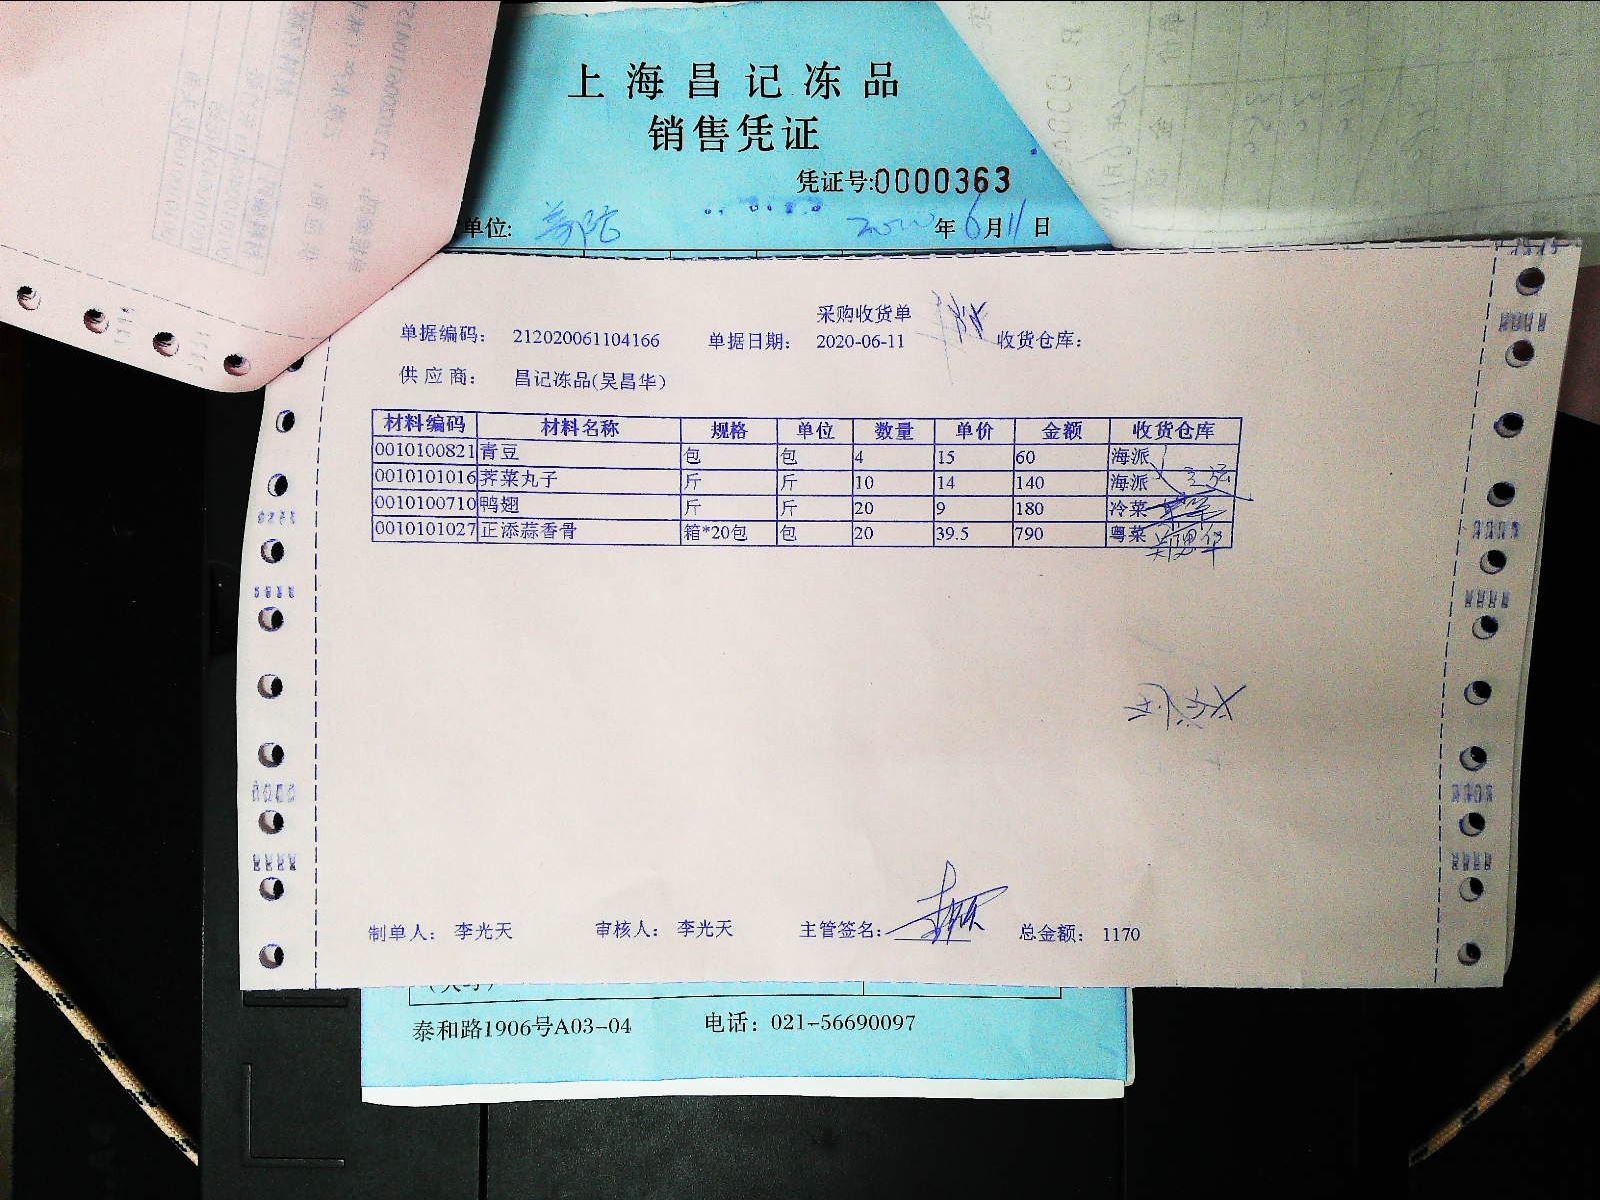 上海昌记冻品
销售凭证
凭证号:0000363
单位: 年6月11日
采购收货单
单据编码: 212020061104166 单据日期: 2020-06-11 收货仓库:
供应商: 昌记冻品(吴昌华)
材料编码 材料名称 规格 单位 数量 单价 金额 收货仓库
0010100821 青豆 包 包 4 15 60 海派
0010101016 荠菜丸子 斤 斤 10 14 140 海派
0010100710 鸭翅 斤 斤 20 9 180 冷菜
0010101027 正添蒜香骨 箱*20包 包 20 39.5 790 粤菜
制单人: 李光天 审核人: 李光天 主管签名: 总金额: 1170
泰和路1906号A03-04 电话: 021-56690097